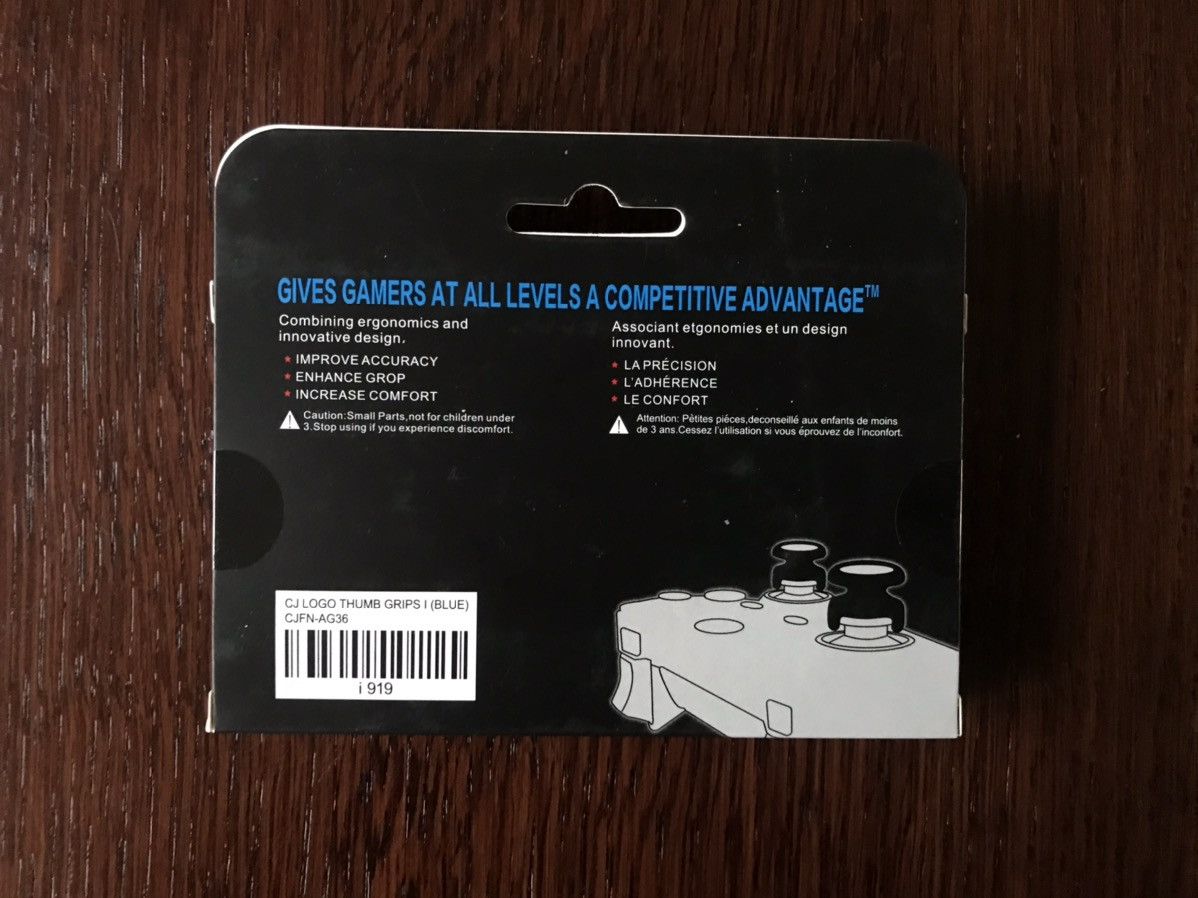 GIVES GAMERS AT ALL LEVELS A COMPETITIVE ADVANTAGE™
Combining ergonomics and
innovative design.
★ IMPROVE ACCURACY
★ ENHANCE GROP
★ INCREASE COMFORT
Caution:Small Parts,not for children under
3.Stop using if you experience discomfort.
Associant etgonomies et un design
innovant.
★ LA PRÉCISION
★ L'ADHÉRENCE
★ LE CONFORT
Attention: Pètites piéces,deconseillé aux enfants de moins
de 3 ans.Cessez l'utilisation si vous éprouvez de l'inconfort.
CJ LOGO THUMB GRIPS I (BLUE)
CJFN-AG36
i 919